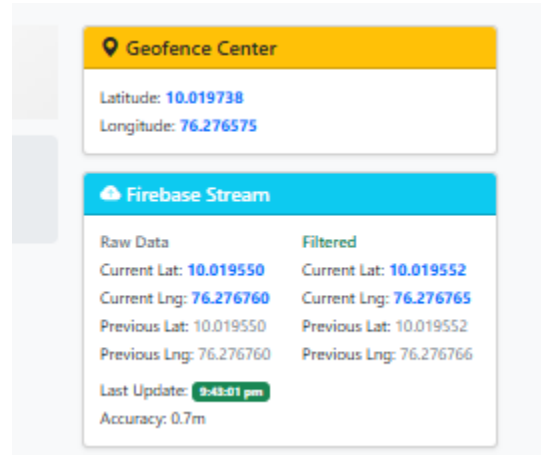 Geofence Center
Latitude: 10.019738
Longitude: 76.276575
Firebase Stream
Raw Data
Current Lat: 10.019550
Current Lng: 76.276760
Previous Lat: 10.019550
Previous Lng: 76.276760
Filtered
Current Lat: 10.019552
Current Lng: 76.276765
Previous Lat: 10.019552
Previous Lng: 76.276766
Last Update: 9:43:01 pm
Accuracy: 0.7m